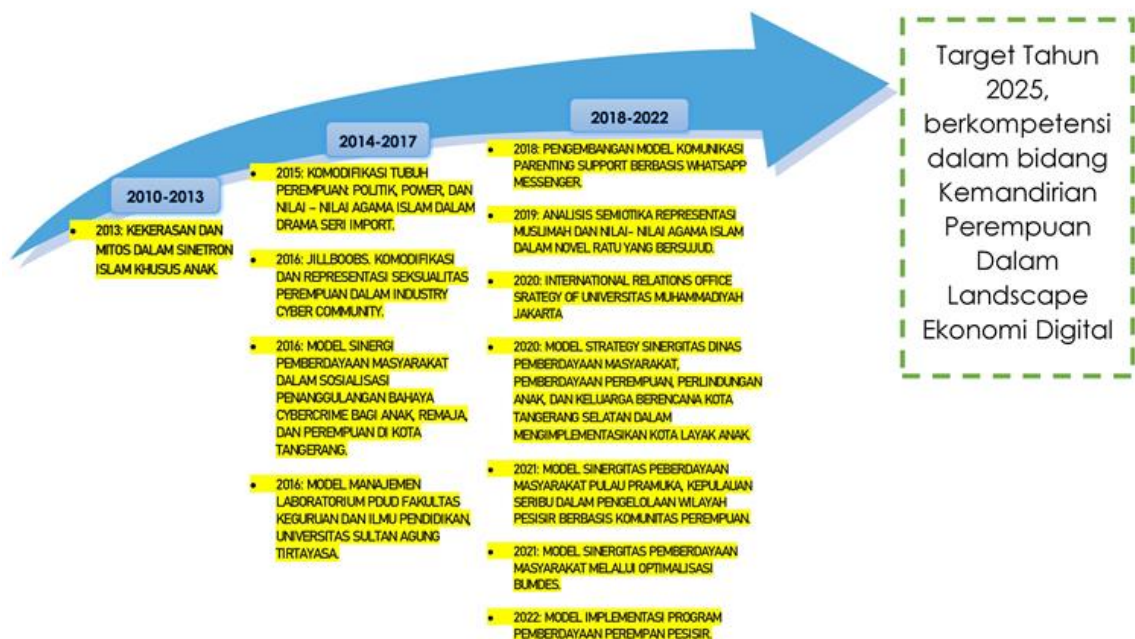 2010-2013
2013: KEKERASAN DAN
MITOS DALAM SINETRON
ISLAM KHUSUS ANAK.
2014-2017
2015: KOMODIFIKASI TUBUH
PEREMPUAN: POLITIK, POWER, DAN
NILAI – NILAI AGAMA ISLAM DALAM
DRAMA SERI IMPORT.
2016: JILLBOOBS. KOMODIFIKASI
DAN REPRESENTASI SEKSUALITAS
PEREMPUAN DALAM INDUSTRY
CYBER COMMUNITY.
2016: MODEL SINERGI
PEMBERDAYAAN MASYARAKAT
DALAM SOSIALISASI
PENANGGULANGAN BAHAYA
CYBERCRIME BAGI ANAK, REMAJA,
DAN PEREMPUAN DI KOTA
TANGERANG.
2016: MODEL MANAJEMEN
LABORATORIUM PDUD FAKULTAS
KEGURUAN DAN ILMU PENDIDIKAN,
UNIVERSITAS SULTAN AGUNG
TIRTAYASA.
2018-2022
2018: PENGEMBANGAN MODEL KOMUNIKASI
PARENTING SUPPORT BERBASIS WHATSAPP
MESSENGER.
2019: ANALISIS SEMIOTIKA REPRESENTASI
MUSLIMAH DAN NILAI– NILAI AGAMA ISLAM
DALAM NOVEL RATU YANG BERSUJUD.
2020: INTERNATIONAL RELATIONS OFFICE
SRATEGY OF UNIVERSITAS MUHAMMADIYAH
JAKARTA
2020: MODEL STRATEGY SINERGITAS DINAS
PEMBERDAYAAN MASYARAKAT,
PEMBERDAYAAN PEREMPUAN, PERLINDUNGAN
ANAK, DAN KELUARGA BERENCANA KOTA
TANGERANG SELATAN DALAM
MENGIMPLEMENTASIKAN KOTA LAYAK ANAK.
2021: MODEL SINERGITAS PEBERDAYAAN
MASYARAKAT PULAU PRAMUKA, KEPULAUAN
SERIBU DALAM PENGELOLAAN WILAYAH
PESISIR BERBASIS KOMUNITAS PEREMPUAN.
2021: MODEL SINERGITAS PEMBERDAYAAN
MASYARAKAT MELALUI OPTIMALISASI
BUMDES.
2022: MODEL IMPLEMENTASI PROGRAM
PEMBERDAYAAN PEREMPAN PESISIR.
Target Tahun
2025,
berkompetensi
dalam bidang
Kemandirian
Perempuan
Dalam
Landscape
Ekonomi Digital